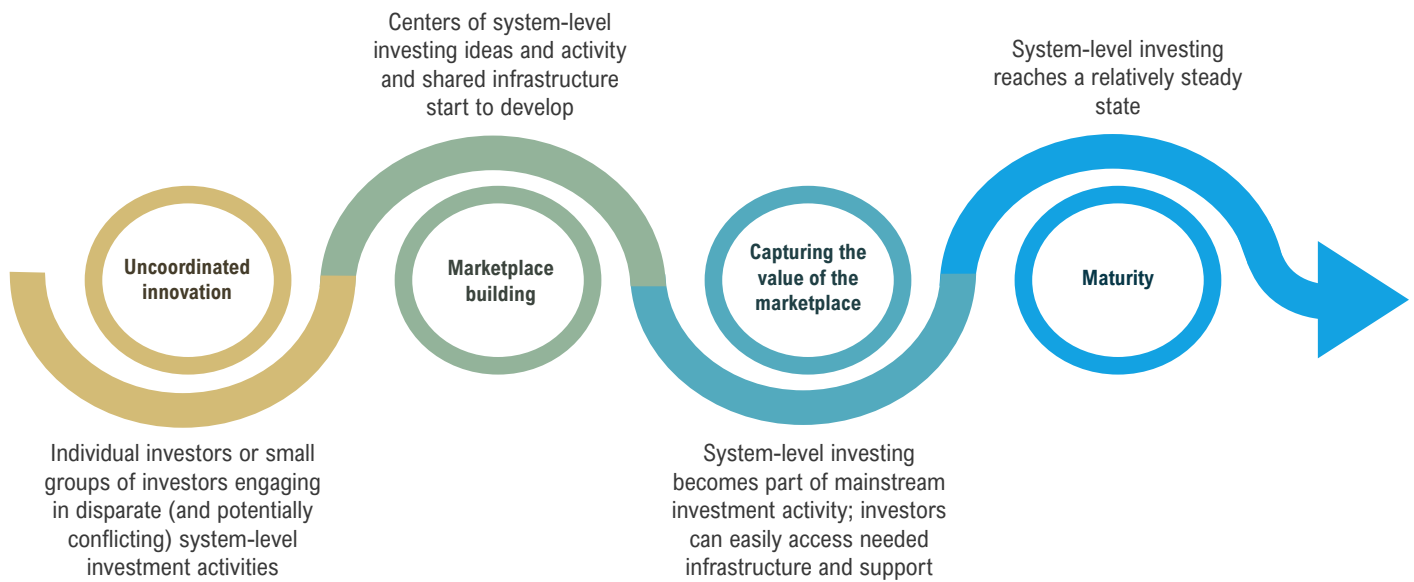 Uncoordinated
innovation
Individual investors or small
groups of investors engaging
in disparate (and potentially
conflicting) system-level
investment activities
Centers of system-level
investing ideas and activity
and shared infrastructure
start to develop
Marketplace
building
Capturing the
value of the
marketplace
System-level investing
becomes part of mainstream
investment activity; investors
can easily access needed
infrastructure and support
System-level investing
reaches a relatively steady
state
Maturity